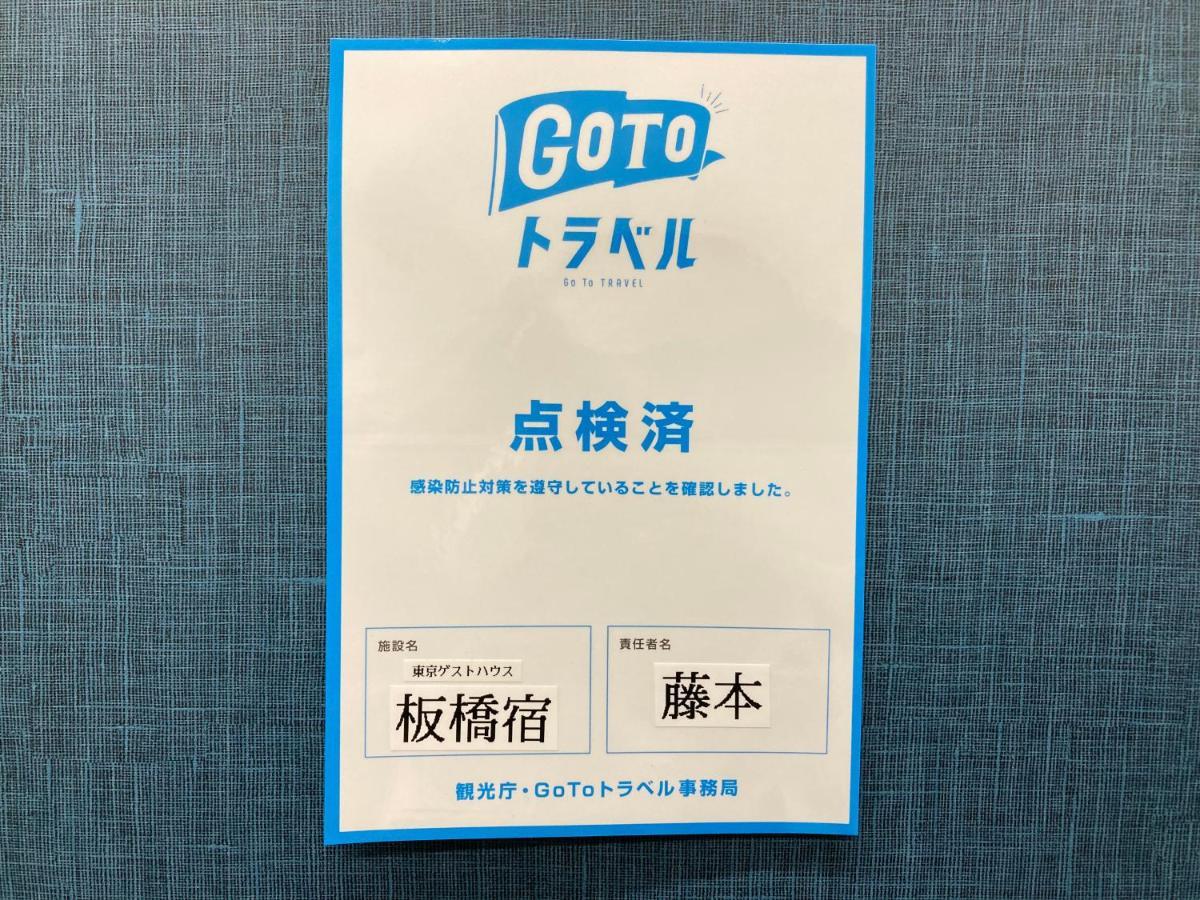 GOTO
トラベル
Go To TRAVEL
点検済
感染防止対策を遵守していることを確認しました。
施設名
東京ゲストハウス
板橋宿
責任者名
藤本
観光庁・GoToトラベル事務局